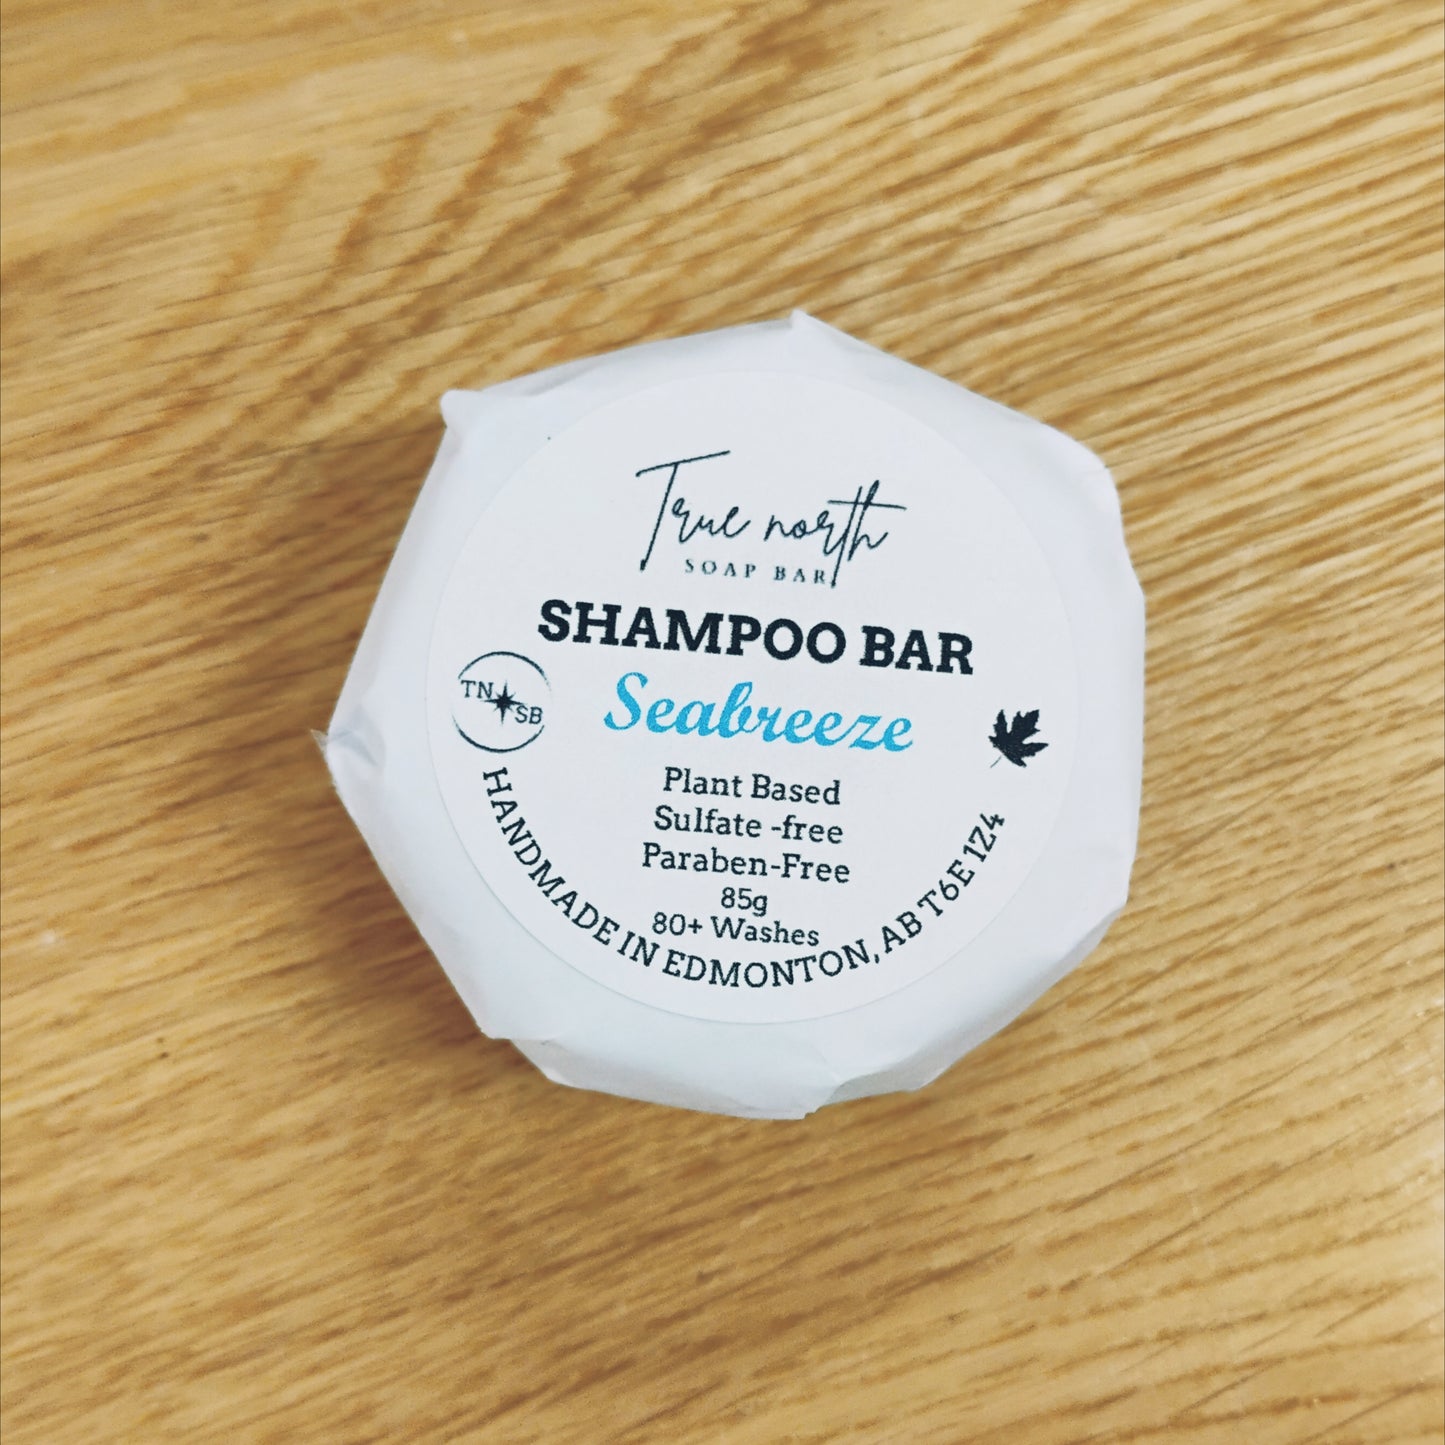 True north
SOAP BAR
SHAMPOO BAR
Seabreeze
TN
SB
Plant Based
Sulfate -free
Paraben-Free
85g
80+ Washes
HANDMADE IN EDMONTON, AB T6E 1Z4